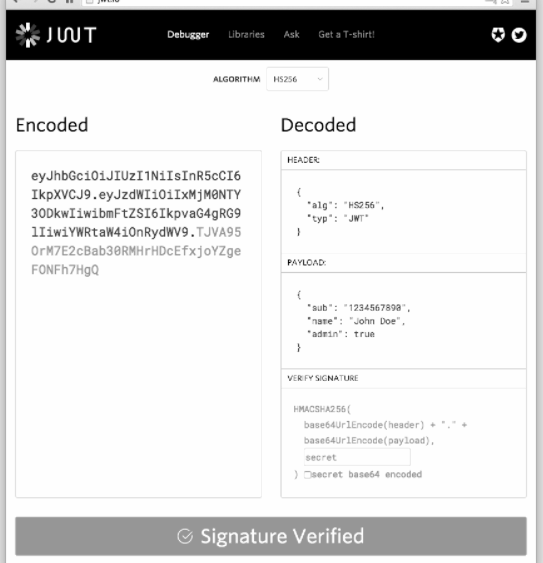 jwt.io
JWT
Debugger Libraries Ask Get a T-shirt!
ALGORITHM HS256
Encoded
eyJhbGciOiJIUzI1NiIsInR5cCI6
IkpXVCJ9.eyJzdWIiOiIxMjM0NTY
3ODkwIiwibmFtZSI6IkpvaG4gRG9
lIiwiYWRtaW4iOnRydWV9.TJVA95
OrM7E2cBab30RMHrHDcEfxjoYZge
FONFh7HgQ
Decoded
HEADER:
{
"alg": "HS256",
"typ": "JWT"
}
PAYLOAD:
{
"sub": "1234567890",
"name": "John Doe",
"admin": true
}
VERIFY SIGNATURE
HMACSHA256(
base64UrlEncode(header) + "." +
base64UrlEncode(payload),
secret
) secret base64 encoded
Signature Verified